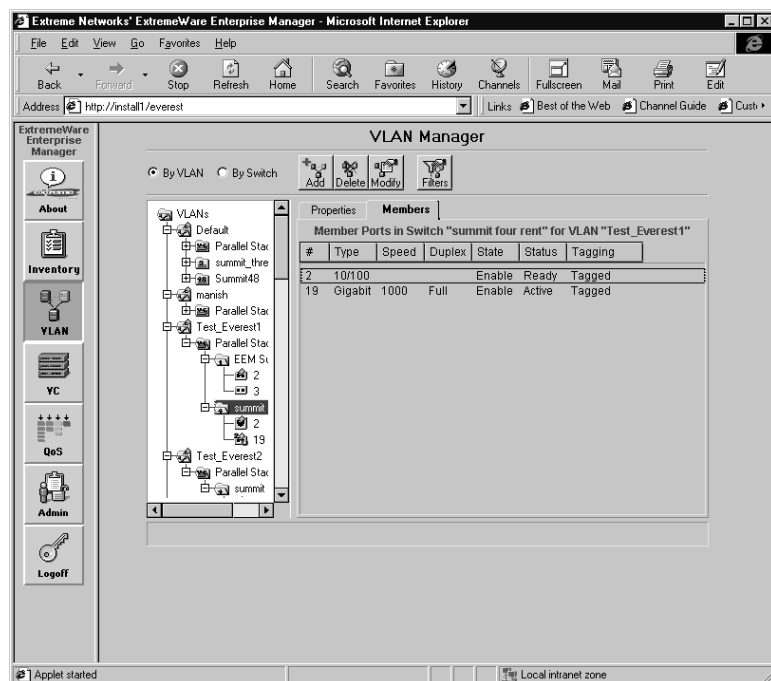 Extreme Networks' ExtremeWare Enterprise Manager - Microsoft Internet Explorer
File Edit View Go Favorites Help
Back Forward Stop Refresh Home Search Favorites History Channels Fullscreen Mail Print Edit
Address http://install1/everest Links Best of the Web Channel Guide Custo
ExtremeWare
Enterprise
Manager
VLAN Manager
By VLAN By Switch Add Delete Modify Filters
About
Inventory
VLAN
VC
QoS
Admin
Logoff
VLANs
Default
Parallel Stac
summit_thre
Summit48
manish
Parallel Stac
Test_Everest1
Parallel Stac
EEM Su
2
3
summit
2
19
Test_Everest2
Parallel Stac
summit
Properties Members
Member Ports in Switch "summit four rent" for VLAN "Test_Everest1"
# Type Speed Duplex State Status Tagging
2 10/100 Enable Ready Tagged
19 Gigabit 1000 Full Enable Active Tagged
Applet started Local intranet zone